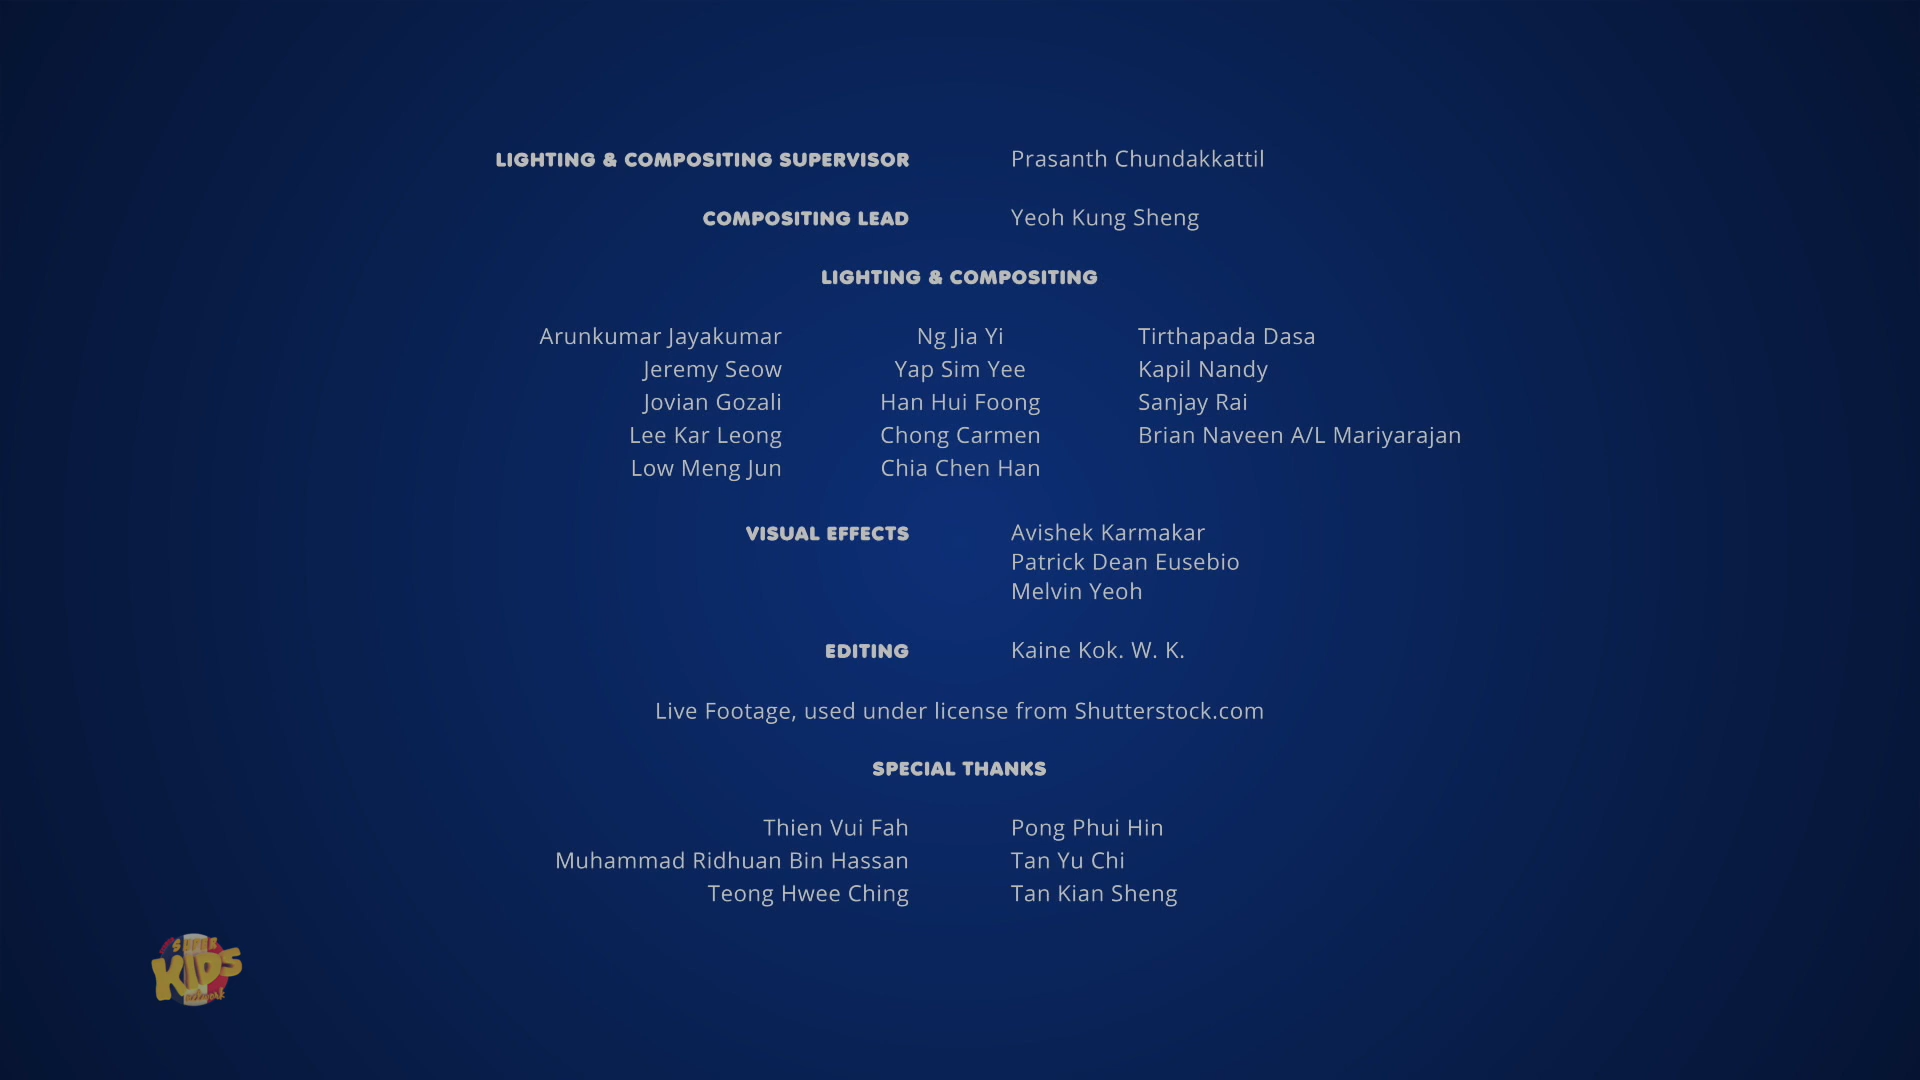 LIGHTING & COMPOSITING SUPERVISOR Prasanth Chundakkattil
COMPOSITING LEAD Yeoh Kung Sheng
LIGHTING & COMPOSITING
Arunkumar Jayakumar Ng Jia Yi Tirthapada Dasa
Jeremy Seow Yap Sim Yee Kapil Nandy
Jovian Gozali Han Hui Foong Sanjay Rai
Lee Kar Leong Chong Carmen Brian Naveen A/L Mariyarajan
Low Meng Jun Chia Chen Han
VISUAL EFFECTS Avishek Karmakar
Patrick Dean Eusebio
Melvin Yeoh
EDITING Kaine Kok. W. K.
Live Footage, used under license from Shutterstock.com
SPECIAL THANKS
Thien Vui Fah Pong Phui Hin
Muhammad Ridhuan Bin Hassan Tan Yu Chi
Teong Hwee Ching Tan Kian Sheng
SUPER
KIDS
network